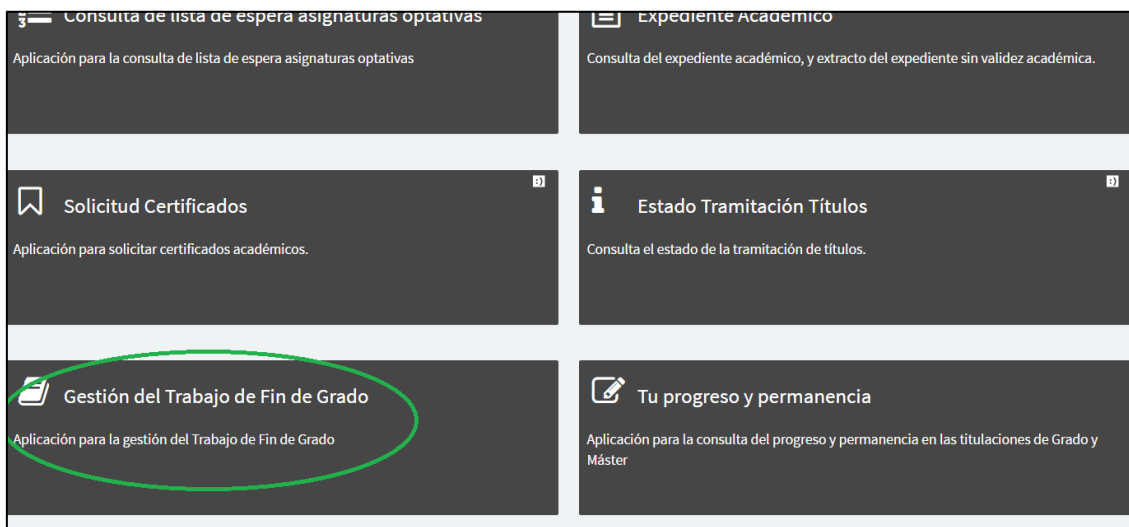 Consulta de lista de espera asignaturas optativas
Aplicación para la consulta de lista de espera asignaturas optativas
Expediente Académico
Consulta del expediente académico, y extracto del expediente sin validez académica.
:)
Solicitud Certificados
Aplicación para solicitar certificados académicos.
:)
Estado Tramitación Títulos
Consulta el estado de la tramitación de títulos.
Gestión del Trabajo de Fin de Grado
Aplicación para la gestión del Trabajo de Fin de Grado
Tu progreso y permanencia
Aplicación para la consulta del progreso y permanencia en las titulaciones de Grado y
Máster